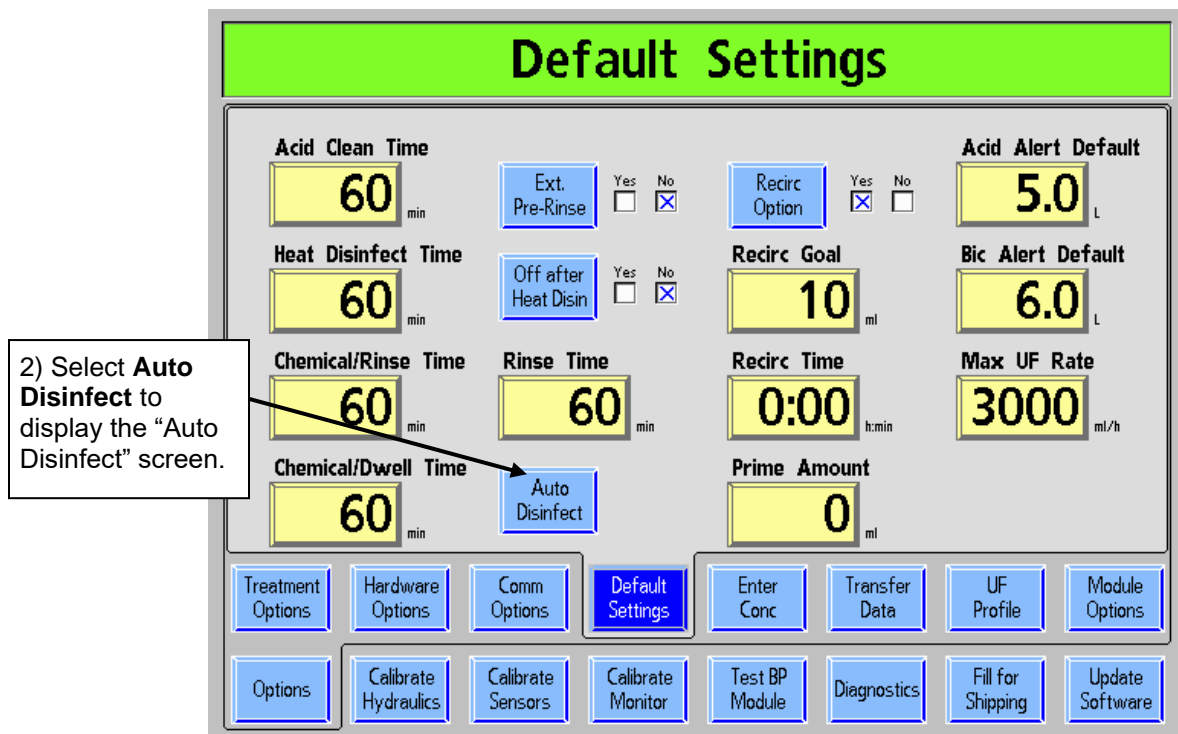 Default Settings
Acid Clean Time
60 min
Ext.
Pre-Rinse
Yes No
Recirc
Option
Yes No
Acid Alert Default
5.0 L
Heat Disinfect Time
60 min
Off after
Heat Disin
Yes No
Recirc Goal
10 ml
Bic Alert Default
6.0 L
2) Select Auto
Disinfect to
display the “Auto
Disinfect” screen.
Chemical/Rinse Time
60 min
Rinse Time
60 min
Recirc Time
0:00 h:min
Max UF Rate
3000 ml/h
Chemical/Dwell Time
60 min
Auto
Disinfect
Prime Amount
0 ml
Treatment
Options
Hardware
Options
Comm
Options
Default
Settings
Enter
Conc
Transfer
Data
UF
Profile
Module
Options
Options
Calibrate
Hydraulics
Calibrate
Sensors
Calibrate
Monitor
Test BP
Module
Diagnostics
Fill for
Shipping
Update
Software